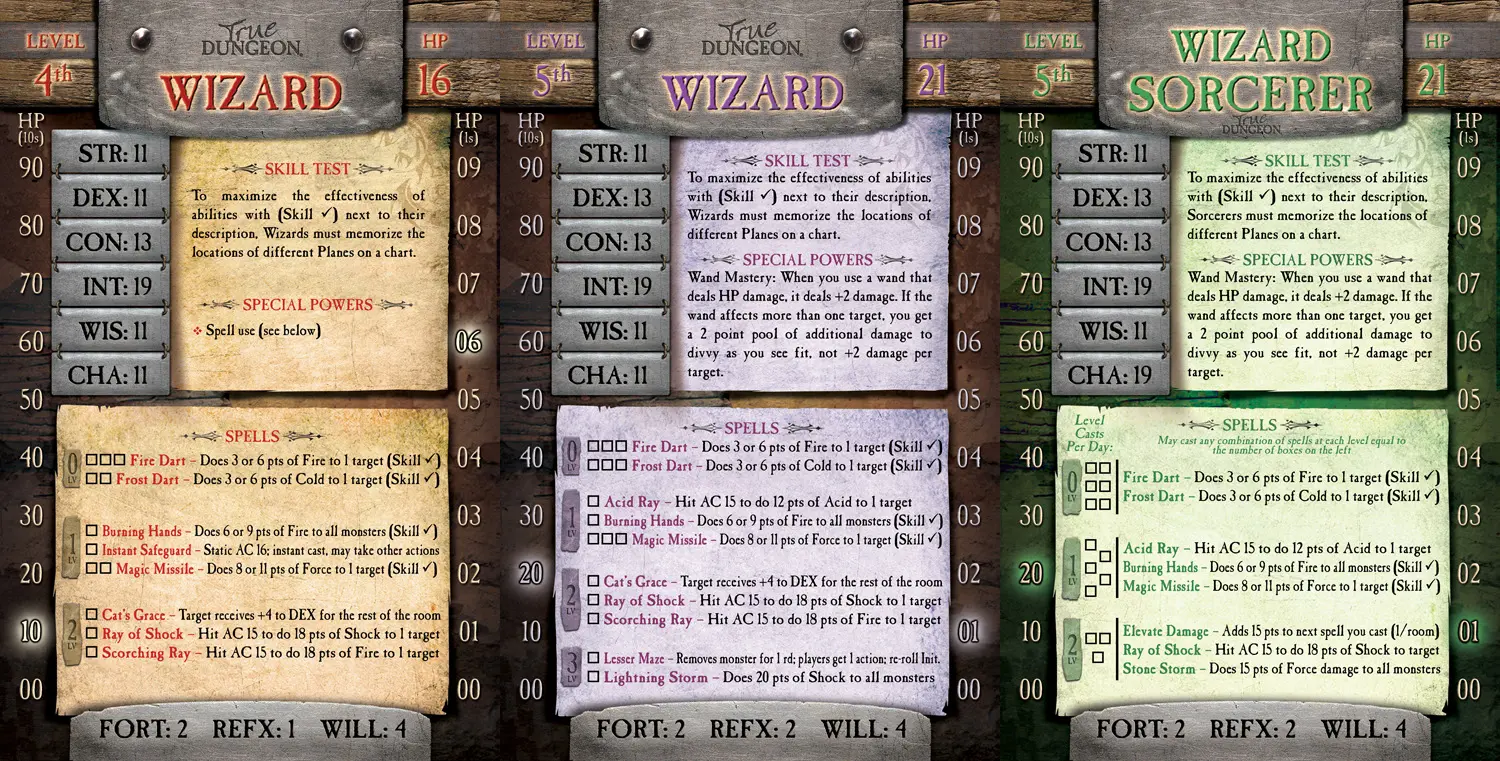 LEVEL
4th
True
DUNGEON
WIZARD
HP
16
HP
(10s)
90
80
70
60
50
40
30
20
10
00
STR: 11
DEX: 11
CON: 13
INT: 19
WIS: 11
CHA: 11
SKILL TEST
To maximize the effectiveness of
abilities with (Skill ✓) next to their
description, Wizards must memorize the
locations of different Planes on a chart.
SPECIAL POWERS
❖ Spell use (see below)
HP
(1s)
09
08
07
06
05
04
03
02
01
00
SPELLS
0 LV
□□□ Fire Dart – Does 3 or 6 pts of Fire to 1 target (Skill ✓)
□□ Frost Dart – Does 3 or 6 pts of Cold to 1 target (Skill ✓)
1 LV
□ Burning Hands – Does 6 or 9 pts of Fire to all monsters (Skill ✓)
□ Instant Safeguard – Static AC 16; instant cast, may take other actions
□□ Magic Missile – Does 8 or 11 pts of Force to 1 target (Skill ✓)
2 LV
□ Cat's Grace – Target receives +4 to DEX for the rest of the room
□ Ray of Shock – Hit AC 15 to do 18 pts of Shock to 1 target
□ Scorching Ray – Hit AC 15 to do 18 pts of Fire to 1 target
FORT: 2 REFX: 1 WILL: 4
LEVEL
5th
True
DUNGEON
WIZARD
HP
21
HP
(10s)
90
80
70
60
50
40
30
20
10
00
STR: 11
DEX: 13
CON: 13
INT: 19
WIS: 11
CHA: 11
SKILL TEST
To maximize the effectiveness of abilities
with (Skill ✓) next to their description,
Wizards must memorize the locations of
different Planes on a chart.
SPECIAL POWERS
Wand Mastery: When you use a wand that
deals HP damage, it deals +2 damage. If the
wand affects more than one target, you get
a 2 point pool of additional damage to
divvy as you see fit, not +2 damage per
target.
HP
(1s)
09
08
07
06
05
04
03
02
01
00
SPELLS
0 LV
□□□ Fire Dart – Does 3 or 6 pts of Fire to 1 target (Skill ✓)
□□□ Frost Dart – Does 3 or 6 pts of Cold to 1 target (Skill ✓)
1 LV
□ Acid Ray – Hit AC 15 to do 12 pts of Acid to 1 target
□ Burning Hands – Does 6 or 9 pts of Fire to all monsters (Skill ✓)
□□□ Magic Missile – Does 8 or 11 pts of Force to 1 target (Skill ✓)
2 LV
□ Cat's Grace – Target receives +4 to DEX for the rest of the room
□ Ray of Shock – Hit AC 15 to do 18 pts of Shock to 1 target
□ Scorching Ray – Hit AC 15 to do 18 pts of Fire to 1 target
3 LV
□ Lesser Maze – Removes monster for 1 rd; players get 1 action; re-roll Init.
□ Lightning Storm – Does 20 pts of Shock to all monsters
FORT: 2 REFX: 2 WILL: 4
LEVEL
5th
WIZARD
SORCERER
True
DUNGEON
HP
21
HP
(10s)
90
80
70
60
50
40
30
20
10
00
STR: 11
DEX: 13
CON: 13
INT: 19
WIS: 11
CHA: 19
SKILL TEST
To maximize the effectiveness of abilities
with (Skill ✓) next to their description,
Sorcerers must memorize the locations of
different Planes on a chart.
SPECIAL POWERS
Wand Mastery: When you use a wand that
deals HP damage, it deals +2 damage. If the
wand affects more than one target, you get
a 2 point pool of additional damage to
divvy as you see fit, not +2 damage per
target.
HP
(1s)
09
08
07
06
05
04
03
02
01
00
Level
Casts
Per Day:
SPELLS
May cast any combination of spells at each level equal to
the number of boxes on the left
0 LV
Fire Dart – Does 3 or 6 pts of Fire to 1 target (Skill ✓)
Frost Dart – Does 3 or 6 pts of Cold to 1 target (Skill ✓)
1 LV
Acid Ray – Hit AC 15 to do 12 pts of Acid to 1 target
Burning Hands – Does 6 or 9 pts of Fire to all monsters (Skill ✓)
Magic Missile – Does 8 or 11 pts of Force to 1 target (Skill ✓)
2 LV
Elevate Damage – Adds 15 pts to next spell you cast (1/room)
Ray of Shock – Hit AC 15 to do 18 pts of Shock to target
Stone Storm – Does 15 pts of Force damage to all monsters
FORT: 2 REFX: 2 WILL: 4